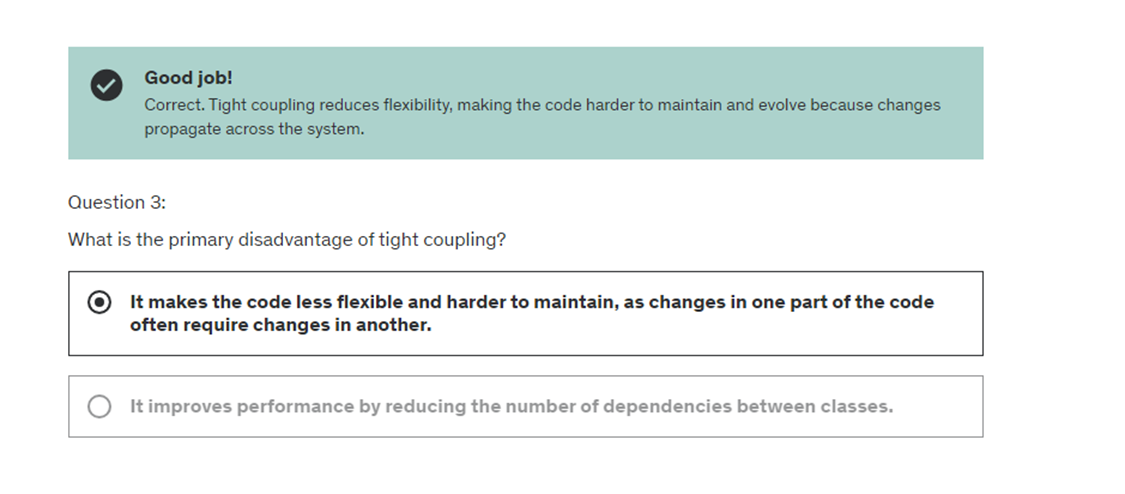 Good job!
Correct. Tight coupling reduces flexibility, making the code harder to maintain and evolve because changes
propagate across the system.
Question 3:
What is the primary disadvantage of tight coupling?
It makes the code less flexible and harder to maintain, as changes in one part of the code
often require changes in another.
It improves performance by reducing the number of dependencies between classes.